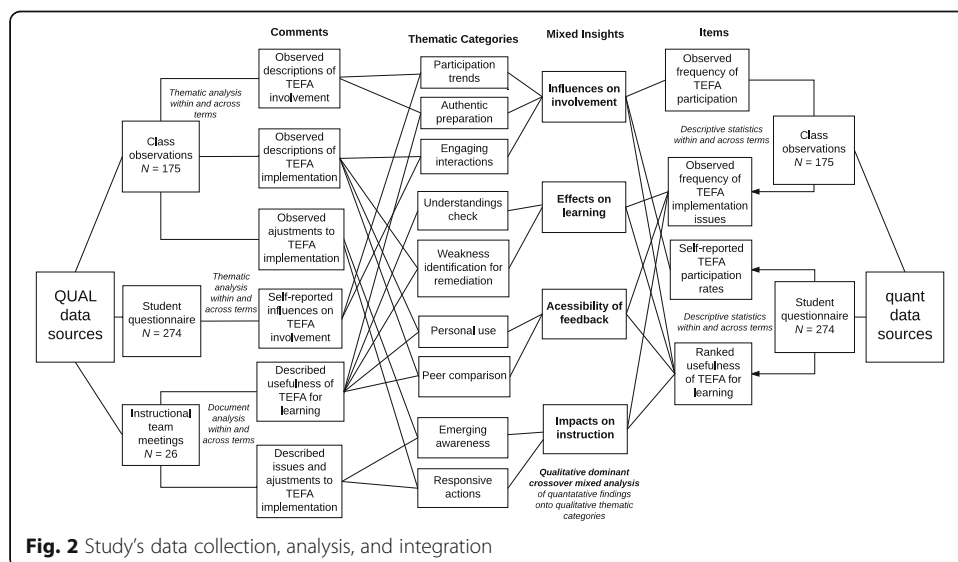 Comments
Thematic Categories
Mixed Insights
Items
QUAL
data
sources
Class
observations
N = 175
Student
questionnaire
N = 274
Instructional
team
meetings
N = 26
Thematic analysis
within and across
terms
Thematic analysis
within and
across terms
Document
analysis
within and
across terms
Observed
descriptions of
TEFA
involvement
Observed
descriptions of
TEFA
implementation
Observed
ajustments to
TEFA
implementation
Self-reported
influences on
TEFA
involvement
Described
usefulness of
TEFA for
learning
Described
issues and
ajustments to
TEFA
implementation
Participation
trends
Authentic
preparation
Engaging
interactions
Understandings
check
Weakness
identification for
remediation
Personal use
Peer comparison
Emerging
awareness
Responsive
actions
Influences on
involvement
Effects on
learning
Acessibility of
feedback
Impacts on
instruction
Qualitative dominant
crossover mixed analysis
of quantatative findings
onto qualitative thematic
categories
Observed
frequency of
TEFA
participation
Observed
frequency of
TEFA
implementation
issues
Self-reported
TEFA
participation
rates
Ranked
usefulness
of TEFA for
learning
Descriptive statistics
within and across
terms
Descriptive statistics
within and across terms
Class
observations
N = 175
Student
questionnaire
N = 274
quant
data
sources
Fig. 2 Study's data collection, analysis, and integration